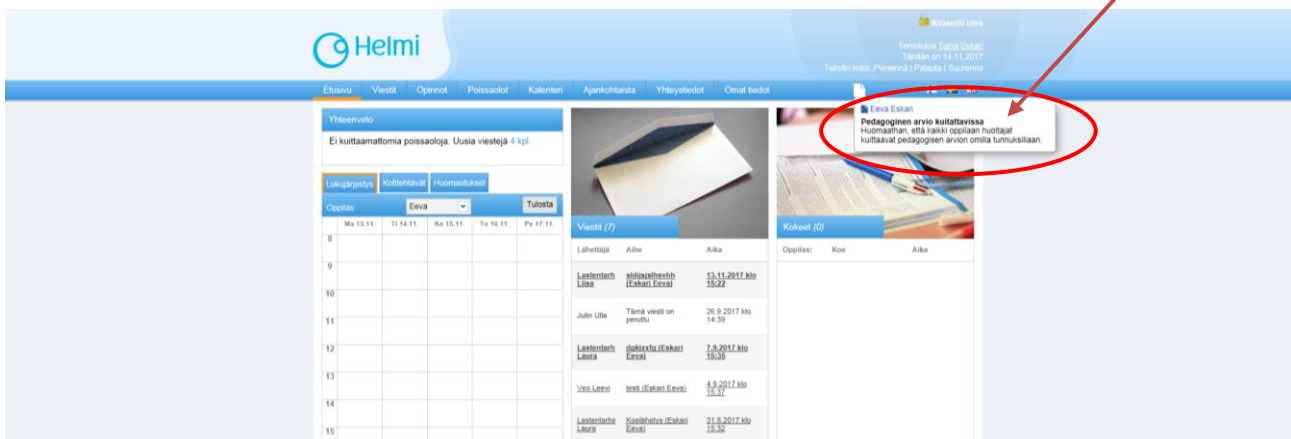 Helmi
Kirjaudu ulos
Tervetuloa Taina Eskari
Tänään on 14.11.2017
Tekstin koko: Pienennä | Palauta | Suurenna
Etusivu Viestit Opinnot Poissaolot Kalenteri Ajankohtaista Yhteystiedot Omat tiedot
Eeva Eskari
Pedagoginen arvio kuitattavissa
Huomaathan, että kaikki oppilaan huoltajat
kuittaavat pedagogisen arvion omilla tunnuksillaan.
Yhteenveto
Ei kuittaamattomia poissaoloja. Uusia viestejä 4 kpl.
Lukujärjestys Kotitehtävät Huomautukset
Oppilas: Eeva Tulosta
Ma 13.11. Ti 14.11. Ke 15.11. To 16.11. Pe 17.11.
8
9
10
11
12
13
14
15
Viestit (7)
Lähettäjä Aihe Aika
Lastentarh
Liisa
(Eskari Eeva)
13.11.2017 klo
15:22
Julin Ulla
Tämä viesti on
peruttu
26.9.2017 klo
14:39
Lastentarh
Laura
(Eskari
Eeva)
7.9.2017 klo
15:35
Leevi
testi (Eskari Eeva)
4.9.2017 klo
15:37
Lastentarha
Laura
Koelähetys (Eskari
Eeva)
31.8.2017 klo
15:32
Kokeet (0)
Oppilas: Koe Aika